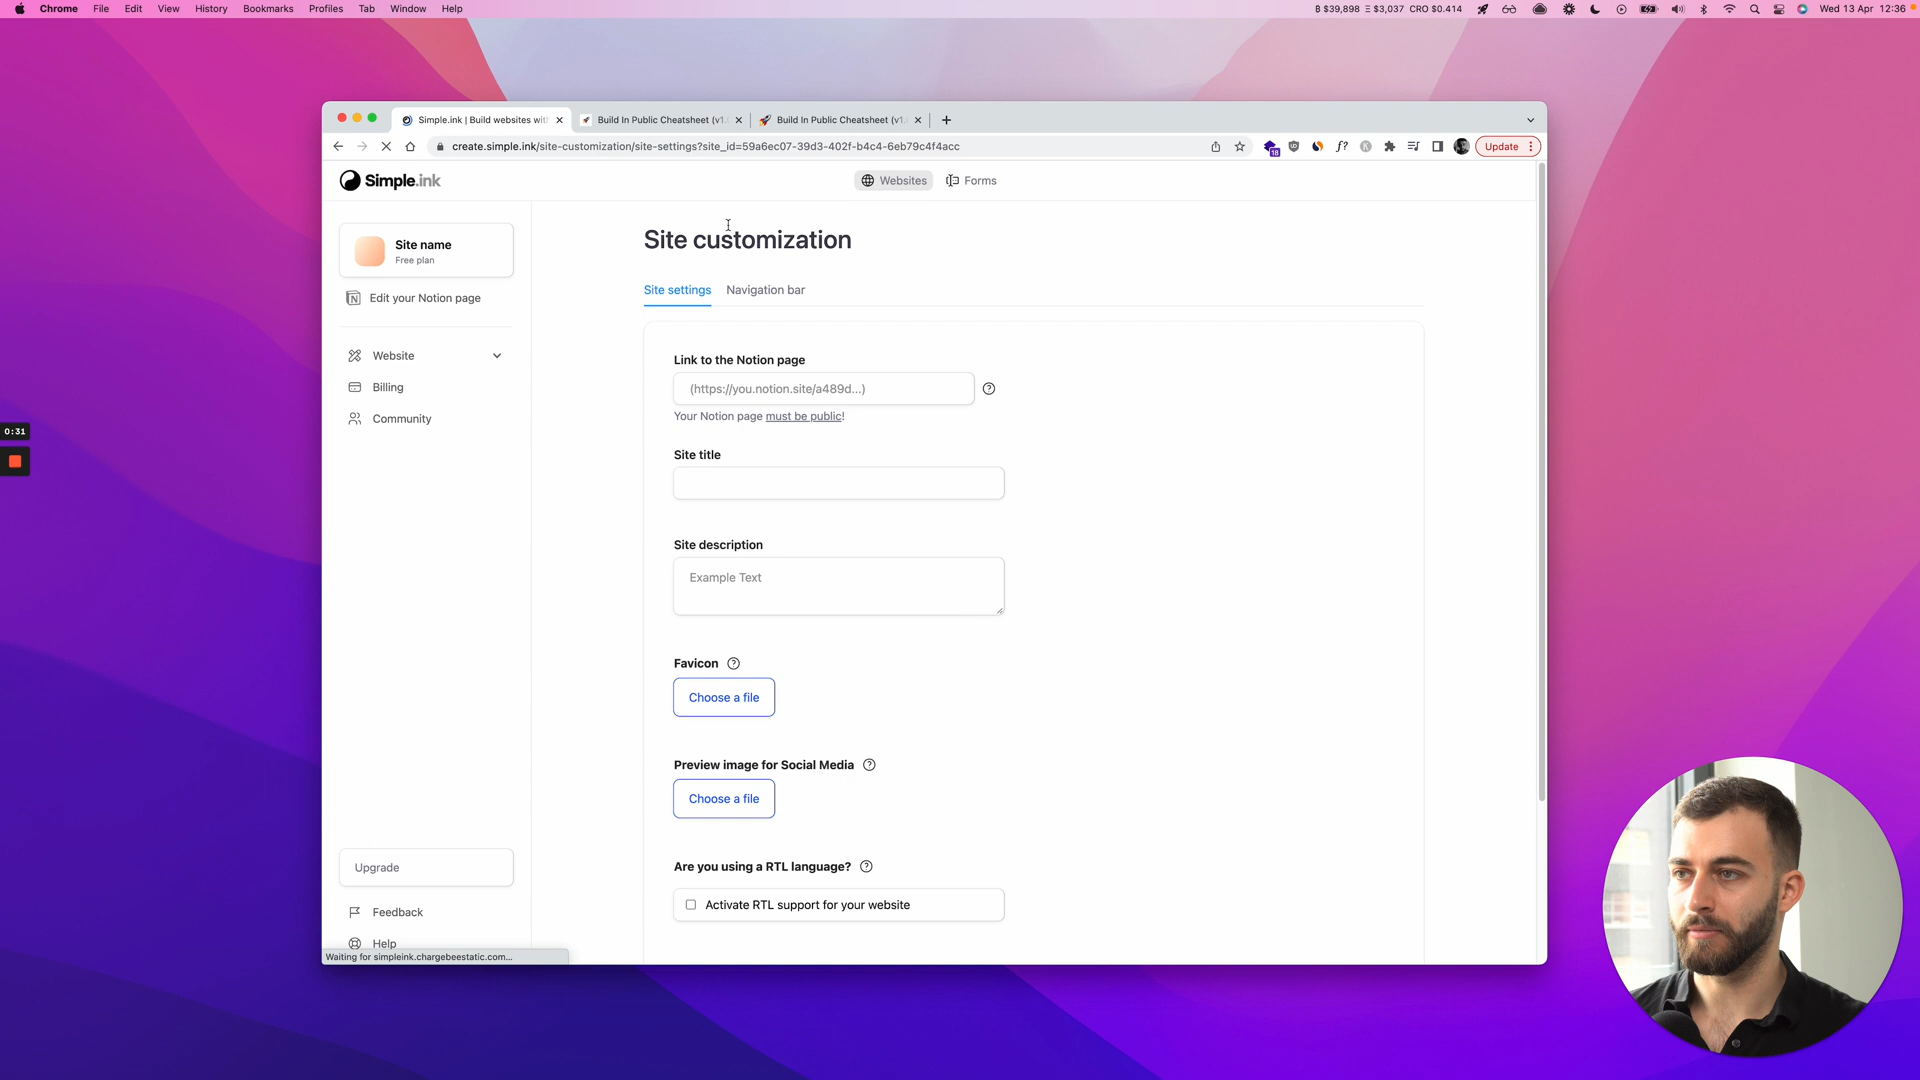 Chrome File Edit View History Bookmarks Profiles Tab Window Help
₿ $39,898 Ξ $3,037 CRO $0.414
Wed 13 Apr 12:36
Simple.ink | Build websites with
Build In Public Cheatsheet (v1.
Build In Public Cheatsheet (v1.
create.simple.ink/site-customization/site-settings?site_id=59a6ec07-39d3-402f-b4c4-6eb79c4f4acc
18
f?
Update
Simple.ink
Websites
Forms
Site name
Free plan
Edit your Notion page
Website
Billing
Community
0:31
Site customization
Site settings
Navigation bar
Link to the Notion page
(https://you.notion.site/a489d...)
Your Notion page must be public!
Site title
Site description
Example Text
Favicon
Choose a file
Preview image for Social Media
Choose a file
Are you using a RTL language?
Activate RTL support for your website
Upgrade
Feedback
Help
Waiting for simpleink.chargebeestatic.com...